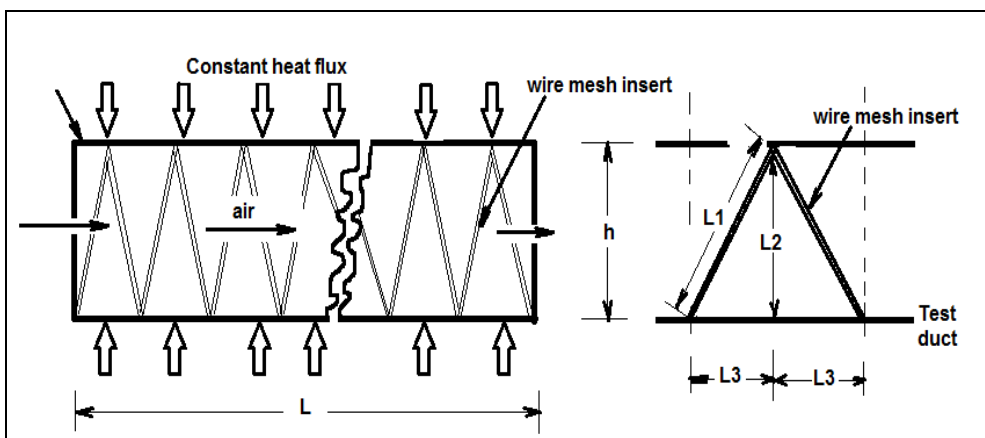 Constant heat flux
wire mesh insert
air
L
wire mesh insert
h
L1
L2
Test
duct
L3
L3